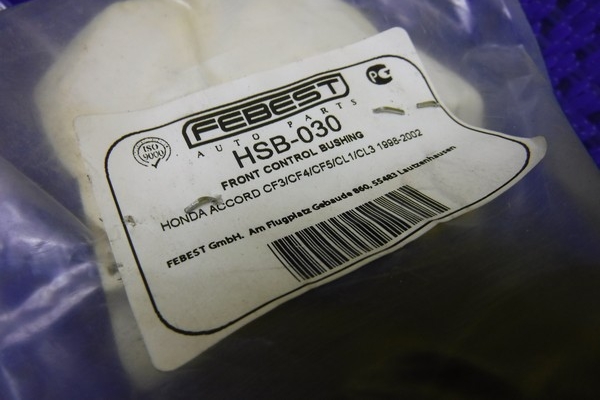 FEBEST
AUTO PARTS
ISO
9000
HSB-030
FRONT CONTROL BUSHING
HONDA ACCORD CF3/CF4/CF5/CL1/CL3 1998-2002
FEBEST GmbH. Am Flugplatz Gebaude 860, 55483 Lautzenhausen